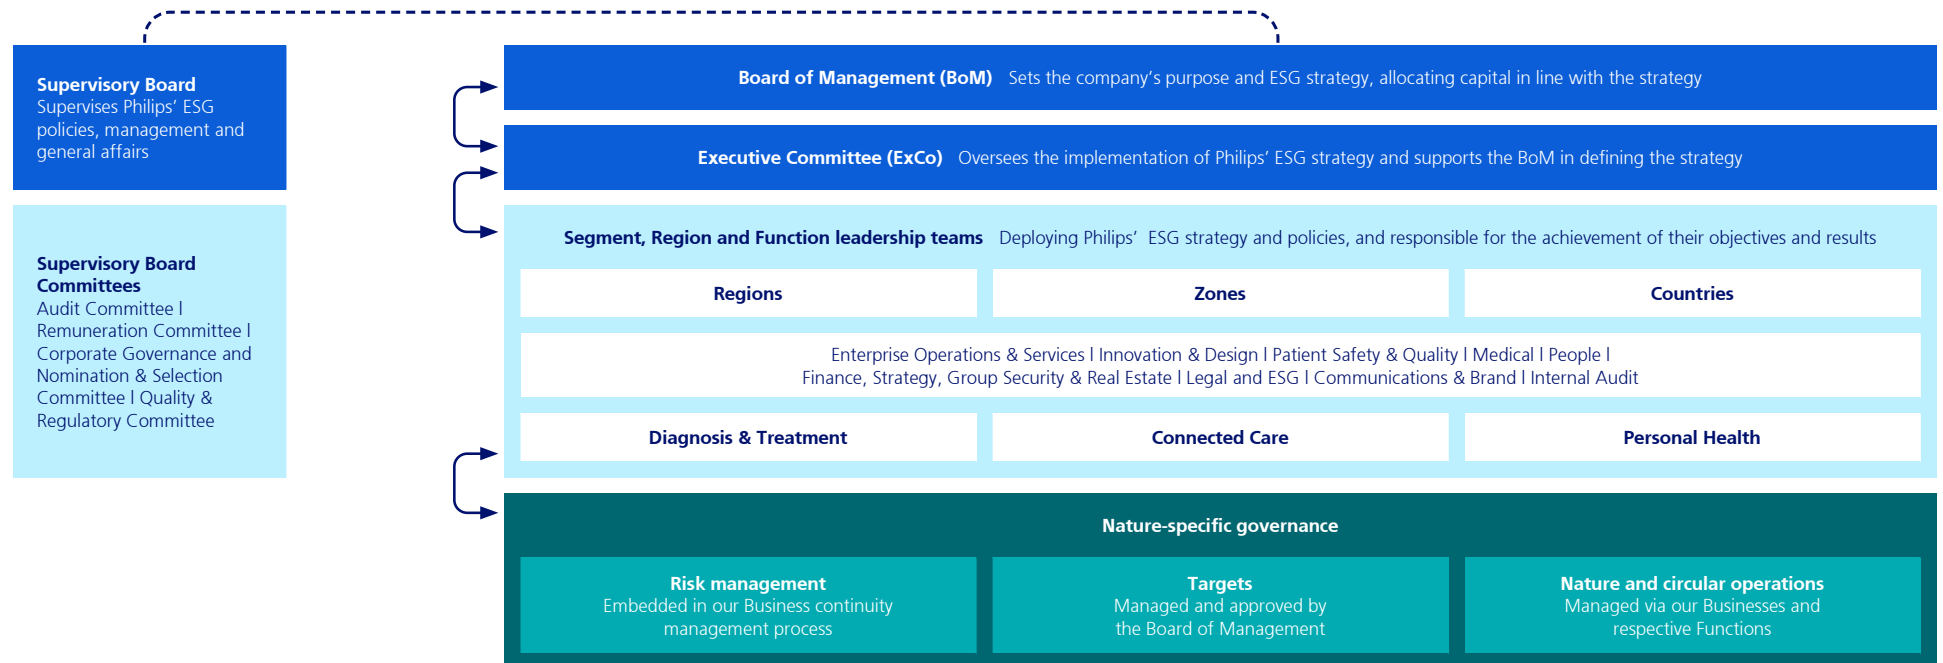 Supervisory Board
Supervises Philips’ ESG
policies, management and
general affairs
Supervisory Board
Committees
Audit Committee l
Remuneration Committee l
Corporate Governance and
Nomination & Selection
Committee l Quality &
Regulatory Committee
Board of Management (BoM) Sets the company’s purpose and ESG strategy, allocating capital in line with the strategy
Executive Committee (ExCo) Oversees the implementation of Philips’ ESG strategy and supports the BoM in defining the strategy
Segment, Region and Function leadership teams Deploying Philips’ ESG strategy and policies, and responsible for the achievement of their objectives and results
Regions
Zones
Countries
Enterprise Operations & Services l Innovation & Design l Patient Safety & Quality l Medical l People l
Finance, Strategy, Group Security & Real Estate l Legal and ESG l Communications & Brand l Internal Audit
Diagnosis & Treatment
Connected Care
Personal Health
Nature-specific governance
Risk management
Embedded in our Business continuity
management process
Targets
Managed and approved by
the Board of Management
Nature and circular operations
Managed via our Businesses and
respective Functions